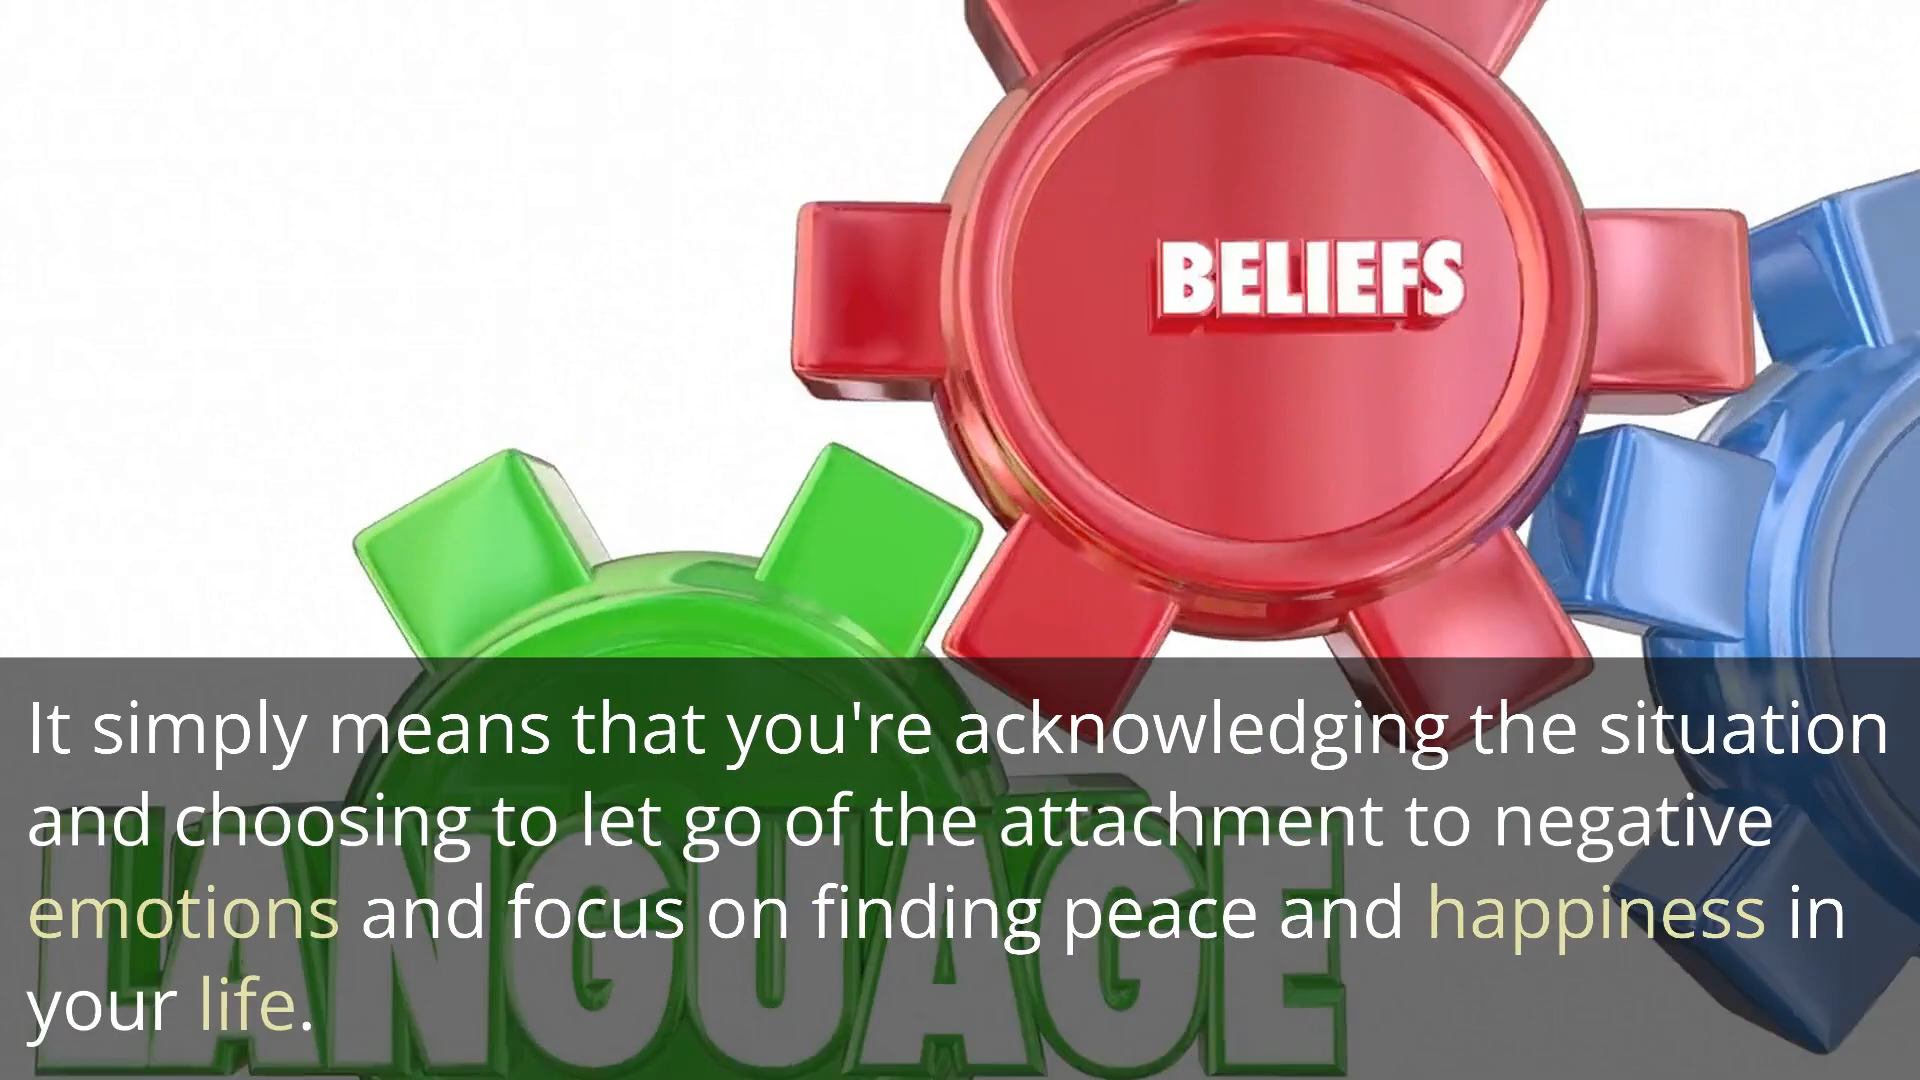 BELIEFS
It simply means that you're acknowledging the situation
and choosing to let go of the attachment to negative
emotions and focus on finding peace and happiness in
your life.
LANGUAGE